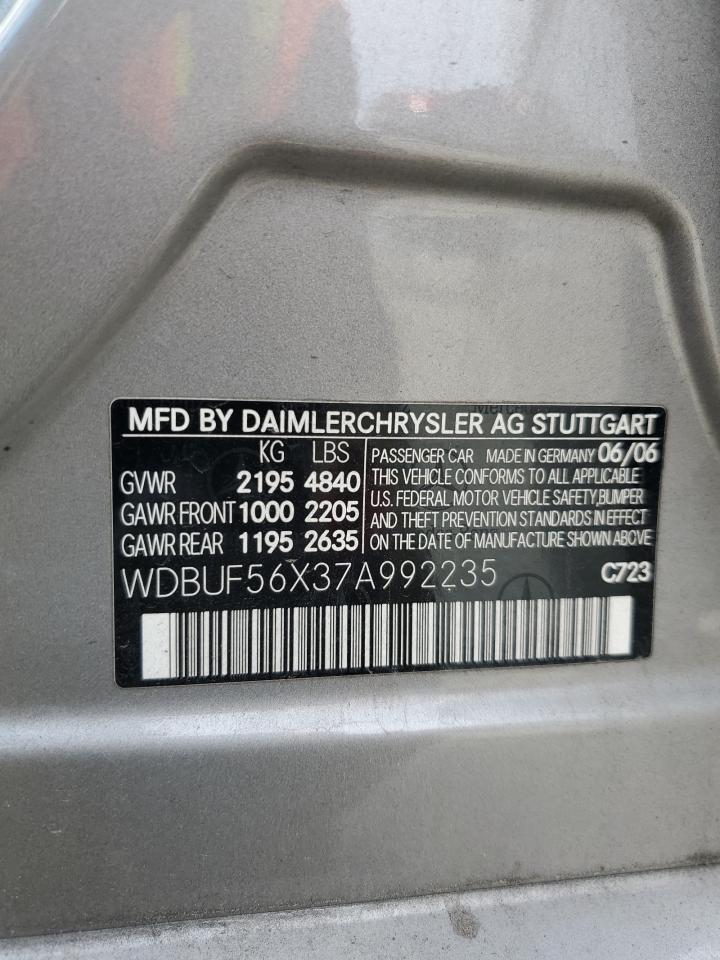 MFD BY DAIMLERCHRYSLER AG STUTTGART
KG LBS
GVWR 2195 4840
GAWR FRONT 1000 2205
GAWR REAR 1195 2635
PASSENGER CAR MADE IN GERMANY 06/06
THIS VEHICLE CONFORMS TO ALL APPLICABLE
U.S. FEDERAL MOTOR VEHICLE SAFETY, BUMPER
AND THEFT PREVENTION STANDARDS IN EFFECT
ON THE DATE OF MANUFACTURE SHOWN ABOVE
WDBUF56X37A992235 C723